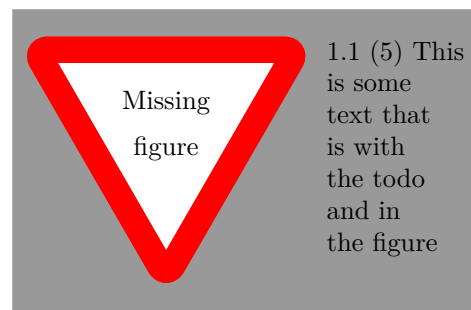 Missing
figure
1.1 (5) This
is some
text that
is with
the todo
and in
the figure